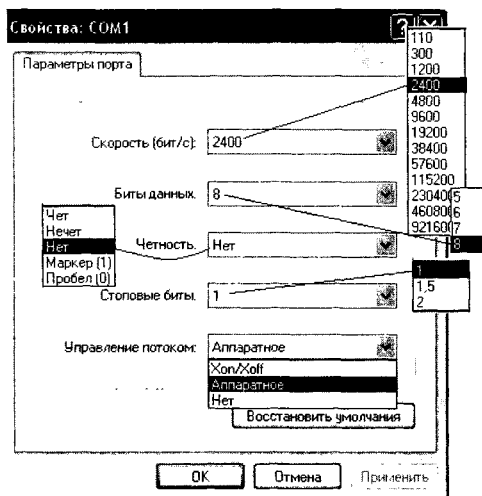 Свойства: COM1
Параметры порта
Скорость (бит/с): 2400
110
300
1200
2400
4800
9600
19200
38400
57600
115200
230400
460800
921600
Биты данных: 8
5
6
7
8
Четность: Нет
Чет
Нечет
Нет
Маркер (1)
Пробел (0)
Стоповые биты: 1
1
1,5
2
Управление потоком: Аппаратное
Xon/Xoff
Аппаратное
Нет
Восстановить умолчания
OK
Отмена
Применить